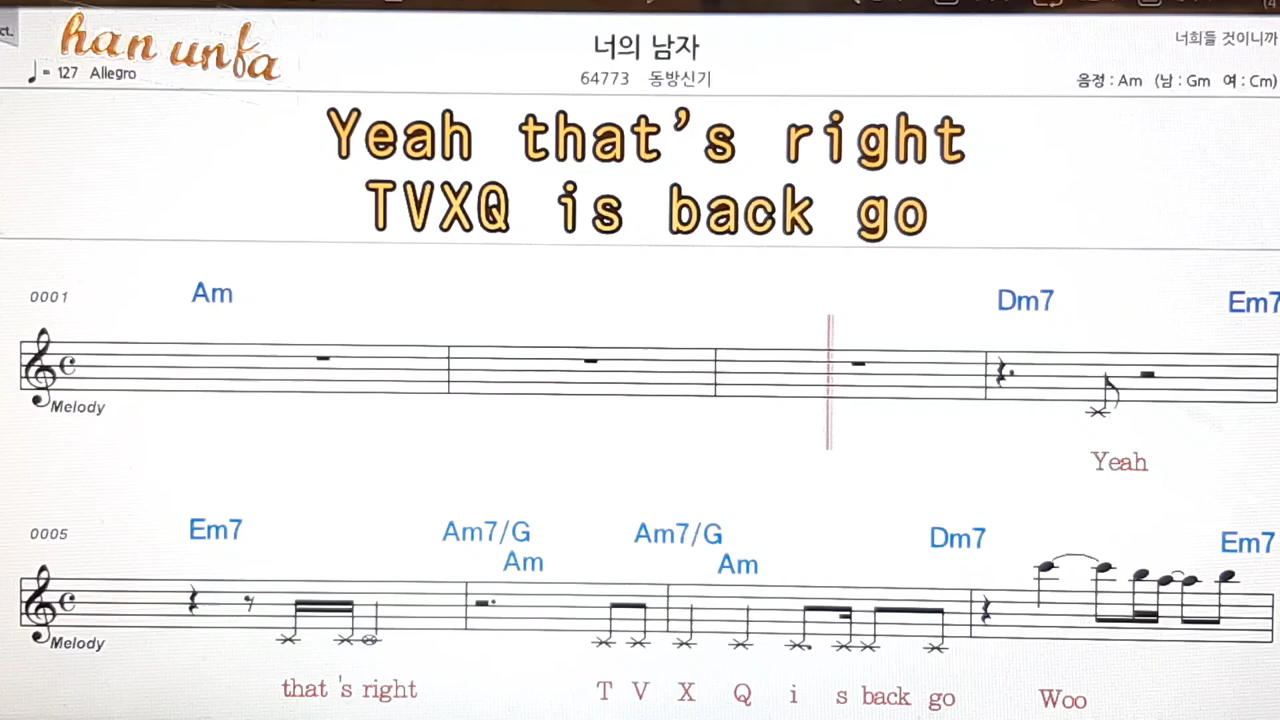 ct.
han unfa
♩ = 127 Allegro
너의 남자
64773 동방신기
너희들 것이니까
음정 : Am (남 : Gm 여 : Cm)
Yeah that's right
TVXQ is back go
0001 Am Dm7 Em7
Melody
Yeah
0005 Em7 Am7/G Am7/G Dm7 Em7
Am Am
Melody
that 's right T V X Q i s back go Woo